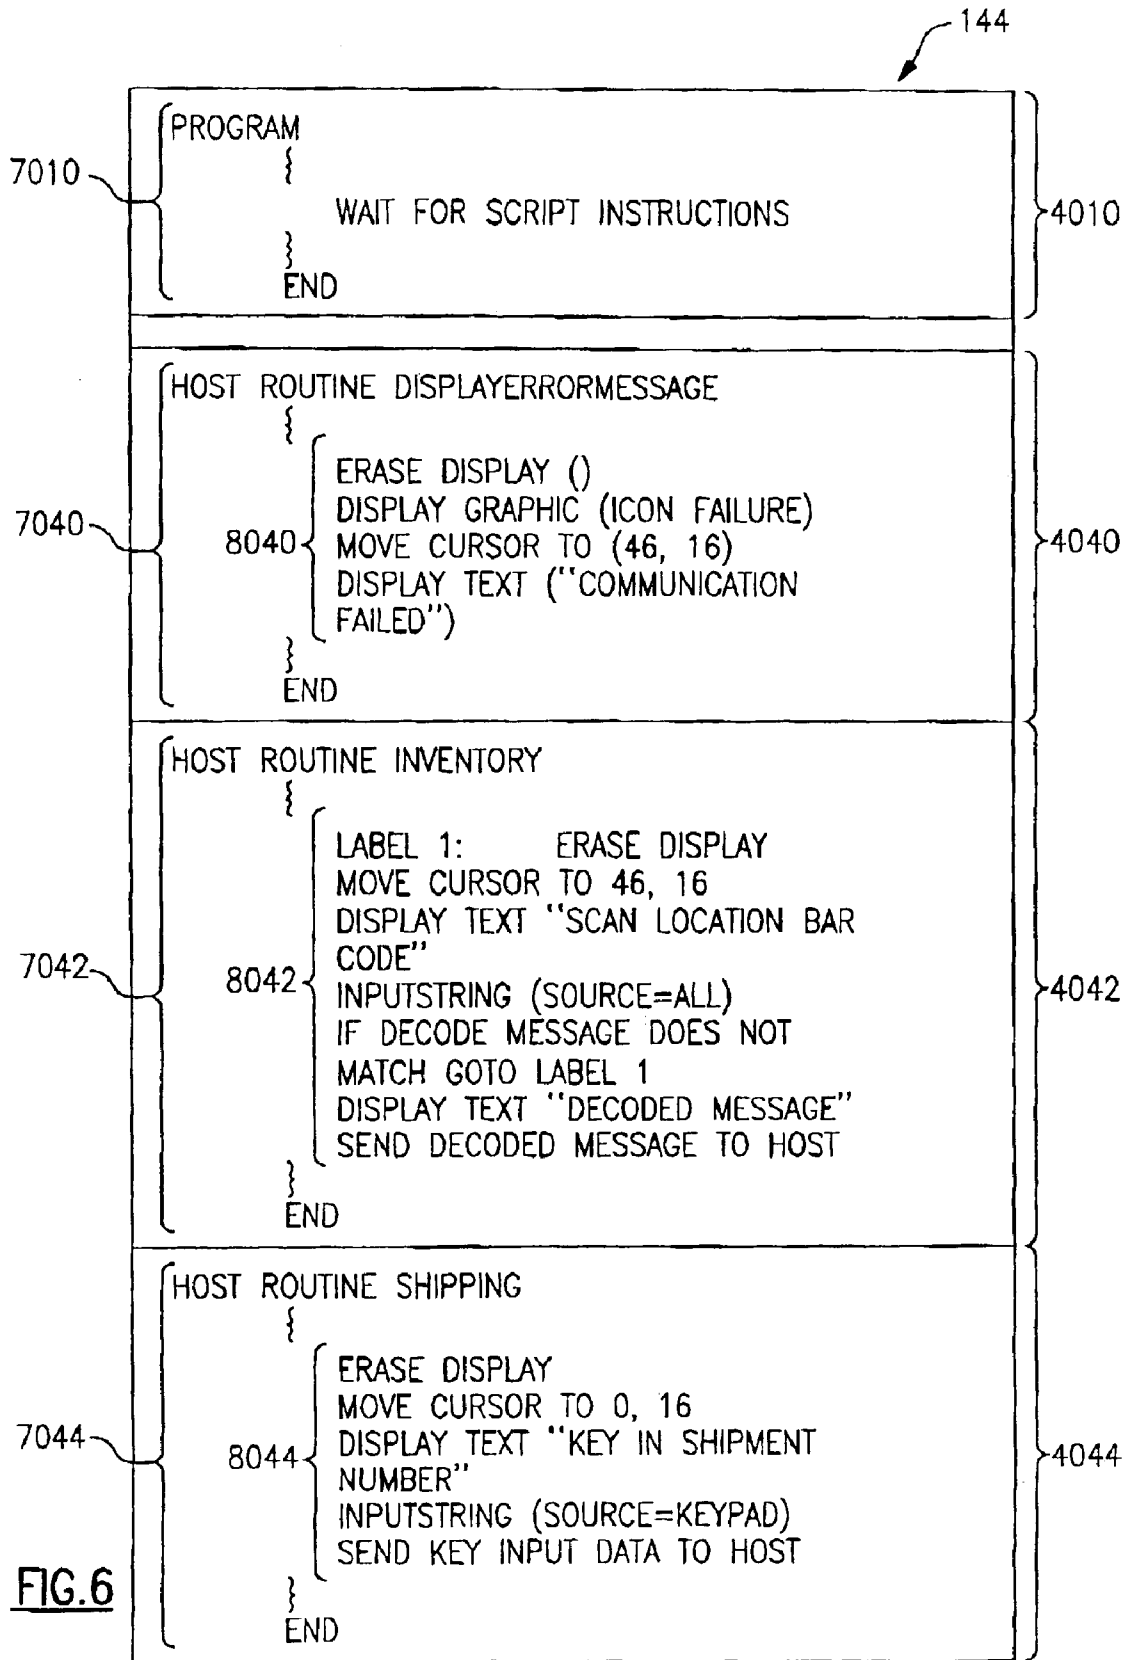 144
PROGRAM
{
7010
WAIT FOR SCRIPT INSTRUCTIONS
4010
}
END
HOST ROUTINE DISPLAYERRORMESSAGE
{
ERASE DISPLAY ()
DISPLAY GRAPHIC (ICON FAILURE)
7040
8040
MOVE CURSOR TO (46, 16)
4040
DISPLAY TEXT ("COMMUNICATION
FAILED")
}
END
HOST ROUTINE INVENTORY
{
LABEL 1: ERASE DISPLAY
MOVE CURSOR TO 46, 16
DISPLAY TEXT "SCAN LOCATION BAR
CODE"
7042
8042
INPUTSTRING (SOURCE=ALL)
4042
IF DECODE MESSAGE DOES NOT
MATCH GOTO LABEL 1
DISPLAY TEXT "DECODED MESSAGE"
SEND DECODED MESSAGE TO HOST
}
END
HOST ROUTINE SHIPPING
{
ERASE DISPLAY
MOVE CURSOR TO 0, 16
7044
8044
DISPLAY TEXT "KEY IN SHIPMENT
4044
NUMBER"
INPUTSTRING (SOURCE=KEYPAD)
SEND KEY INPUT DATA TO HOST
}
END
FIG.6